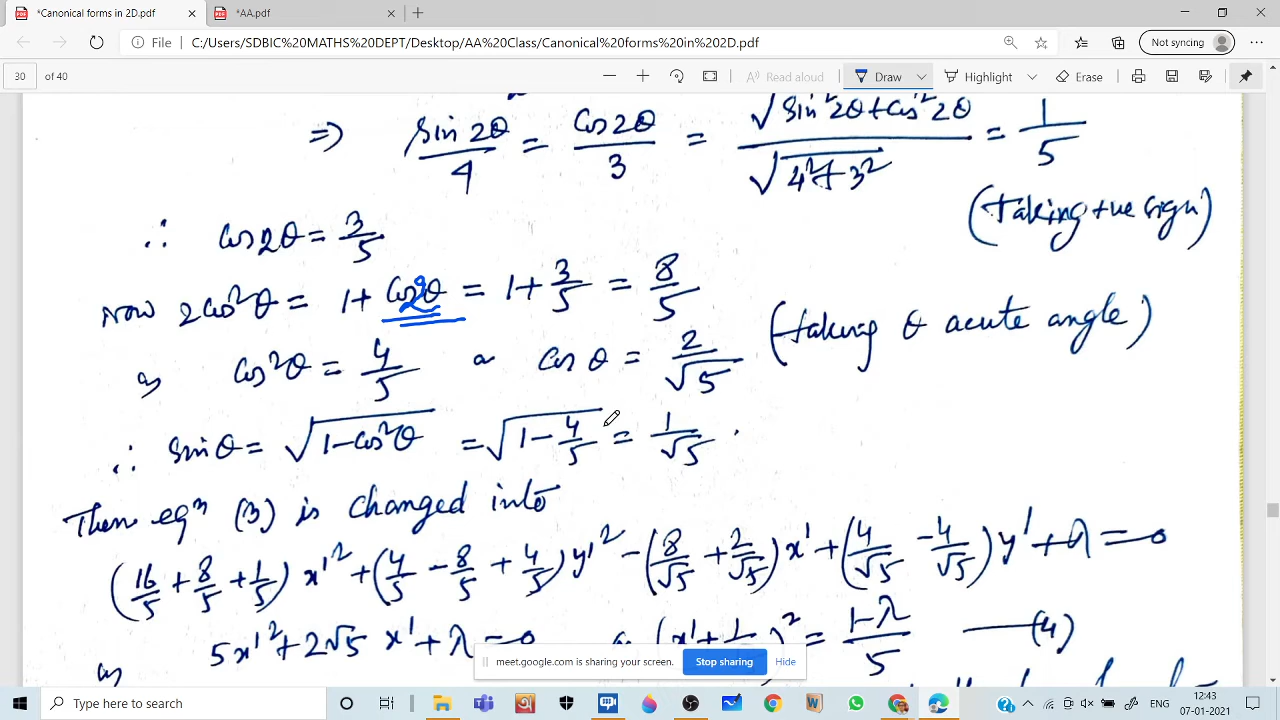 *Canonical forms in 2D.pdf
*AA.pdf
File C:/Users/SDBIC%20MATHS%20DEPT/Desktop/AA%20Class/Canonical%20forms%20in%202D.pdf
Not syncing
30 of 40
Read aloud
Draw
Highlight
Erase
⇒) sin 2θ/4 = cos 2θ/3 = √(sin²2θ + cos²2θ)/√(4²+3²) = 1/5
(taking +ve sign)
∴ cos 2θ = 3/5
Now 2cos²θ = 1 + cos2θ = 1 + 3/5 = 8/5
cos²θ = 4/5 cos θ = 2/√5 (taking θ acute angle)
∴ sin θ = √(1-cos²θ) = √(1 - 4/5) = 1/√5 .
Then eqn (3) is changed into
(16/5 + 8/5 + 1/5) x'² + (4/5 - 8/5 + 4/5) y'² - (8/√5 + 2/√5) x' + (4/√5 - 4/√5) y' + λ = 0
5x'² + 2√5 x' + λ = 0 = (1-λ)/5 —(4)
meet.google.com is sharing your screen.
Stop sharing
Hide
Type here to search
ENG
12:43
07-01-2021